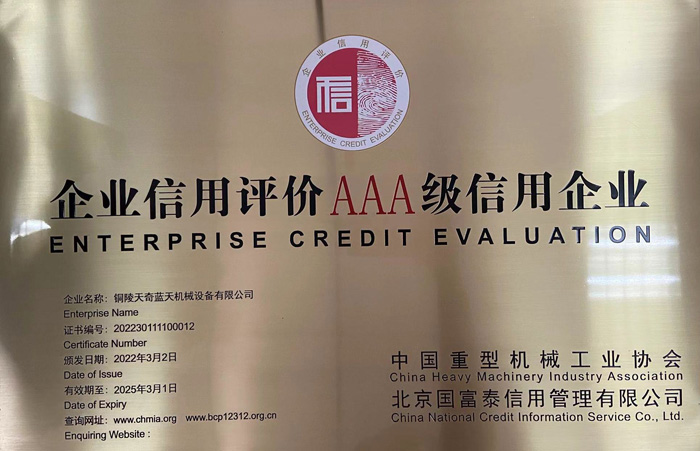 企业信用评价
信
ENTERPRISE CREDIT EVALUATION
企业信用评价AAA级信用企业
ENTERPRISE CREDIT EVALUATION
企业名称：铜陵天奇蓝天机械设备有限公司
Enterprise Name
证书编号：202230111100012
Certificate Number
颁发日期：2022年3月2日
Date of Issue
有效期至：2025年3月1日
Date of Expiry
查询网址：www.chmia.org www.bcp12312.org.cn
Enquiring Website :
中国重型机械工业协会
China Heavy Machinery Industry Association
北京国富泰信用管理有限公司
China National Credit Information Service Co., Ltd.